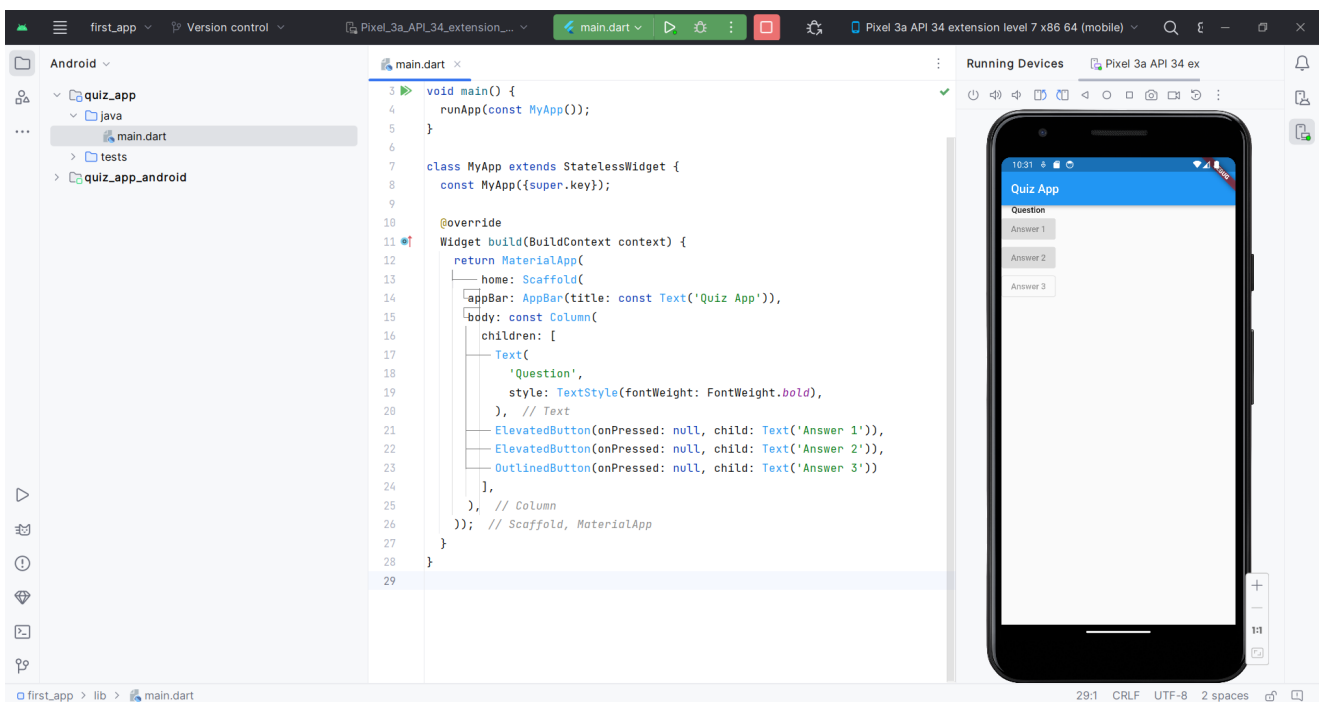 first_app
Version control
Pixel_3a_API_34_extension_...
main.dart
Pixel 3a API 34 extension level 7 x86 64 (mobile)
Android
main.dart
Running Devices
Pixel 3a API 34 ex
quiz_app
java
main.dart
tests
quiz_app_android
3 void main() {
4 runApp(const MyApp());
5 }
6
7 class MyApp extends StatelessWidget {
8 const MyApp({super.key});
9
10 @override
11 Widget build(BuildContext context) {
12 return MaterialApp(
13 home: Scaffold(
14 appBar: AppBar(title: const Text('Quiz App')),
15 body: const Column(
16 children: [
17 Text(
18 'Question',
19 style: TextStyle(fontWeight: FontWeight.bold),
20 ), // Text
21 ElevatedButton(onPressed: null, child: Text('Answer 1')),
22 ElevatedButton(onPressed: null, child: Text('Answer 2')),
23 OutlinedButton(onPressed: null, child: Text('Answer 3'))
24 ],
25 ), // Column
26 )); // Scaffold, MaterialApp
27 }
28 }
29
10:31
Quiz App
Question
Answer 1
Answer 2
Answer 3
1:1
first_app > lib > main.dart
29:1 CRLF UTF-8 2 spaces